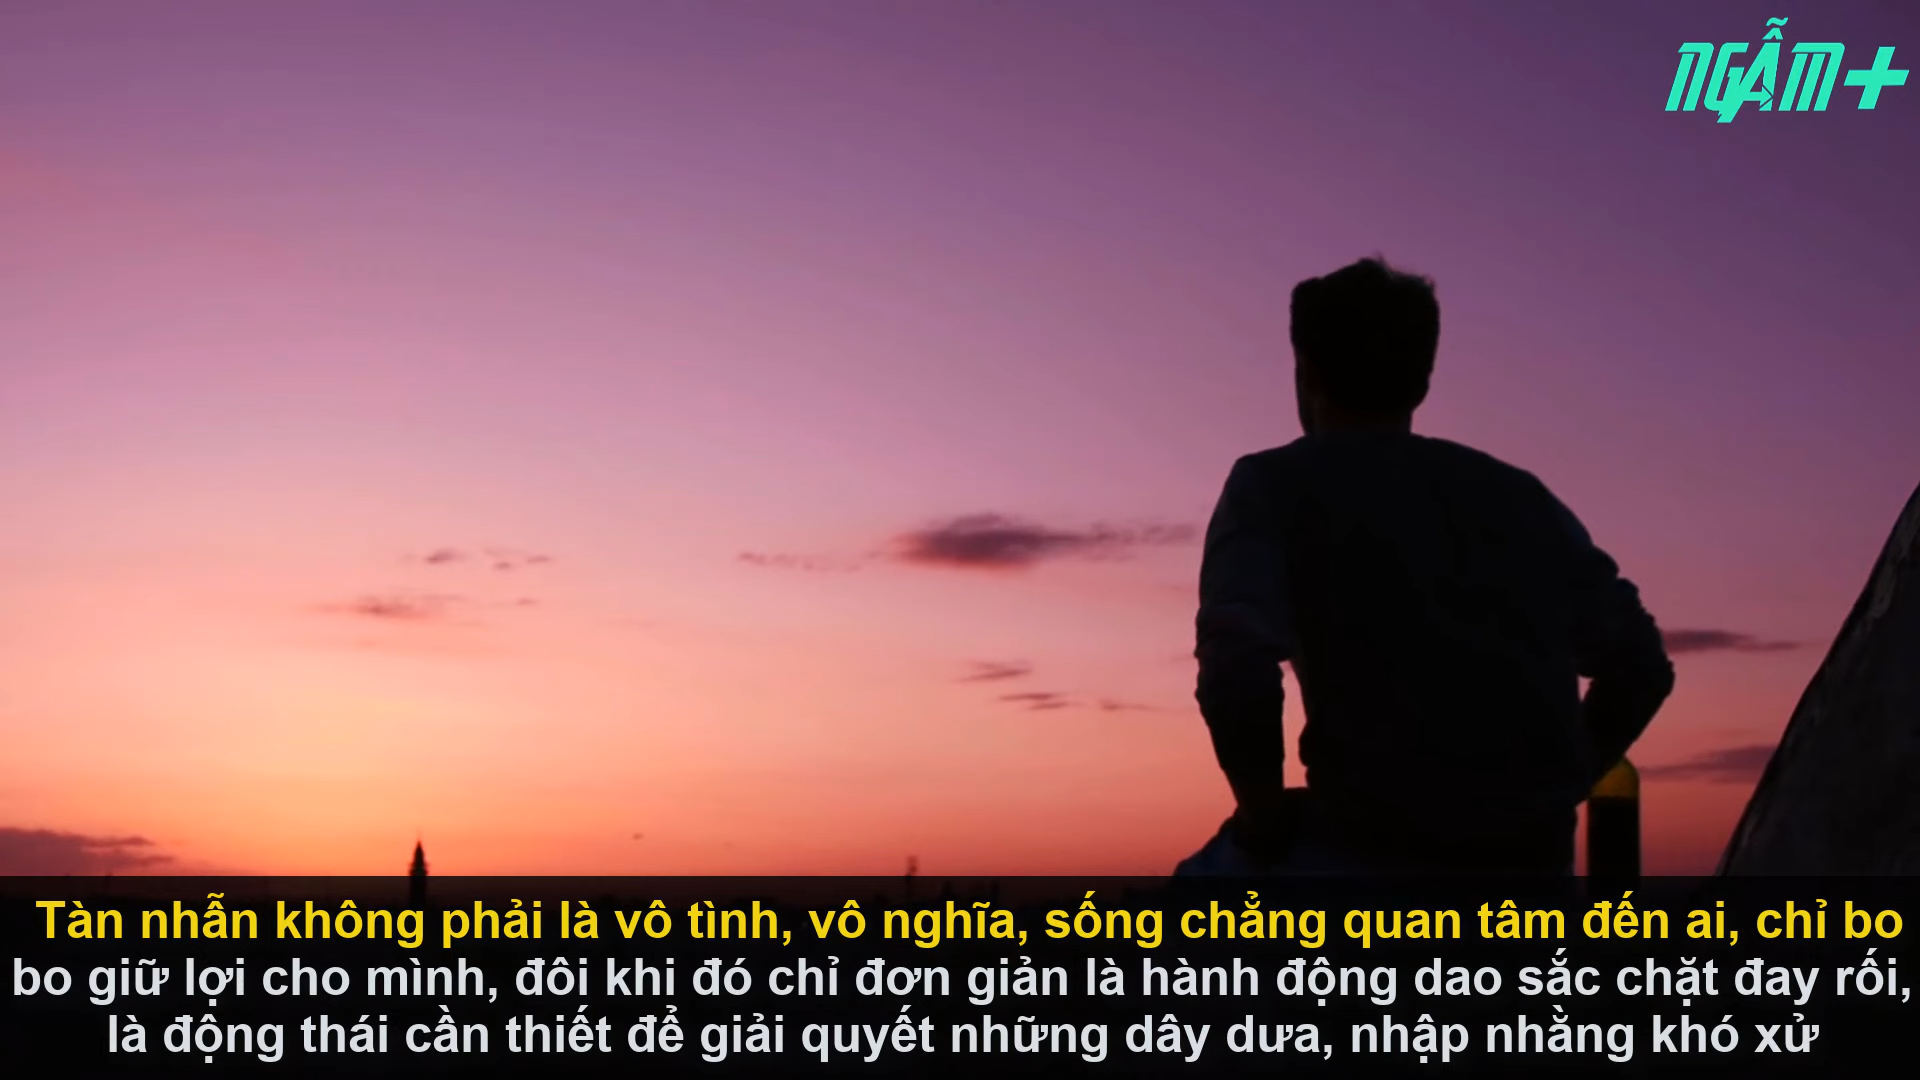 NGẪM+
Tàn nhẫn không phải là vô tình, vô nghĩa, sống chẳng quan tâm đến ai, chỉ bo
bo giữ lợi cho mình, đôi khi đó chỉ đơn giản là hành động dao sắc chặt đay rối,
là động thái cần thiết để giải quyết những dây dưa, nhập nhằng khó xử